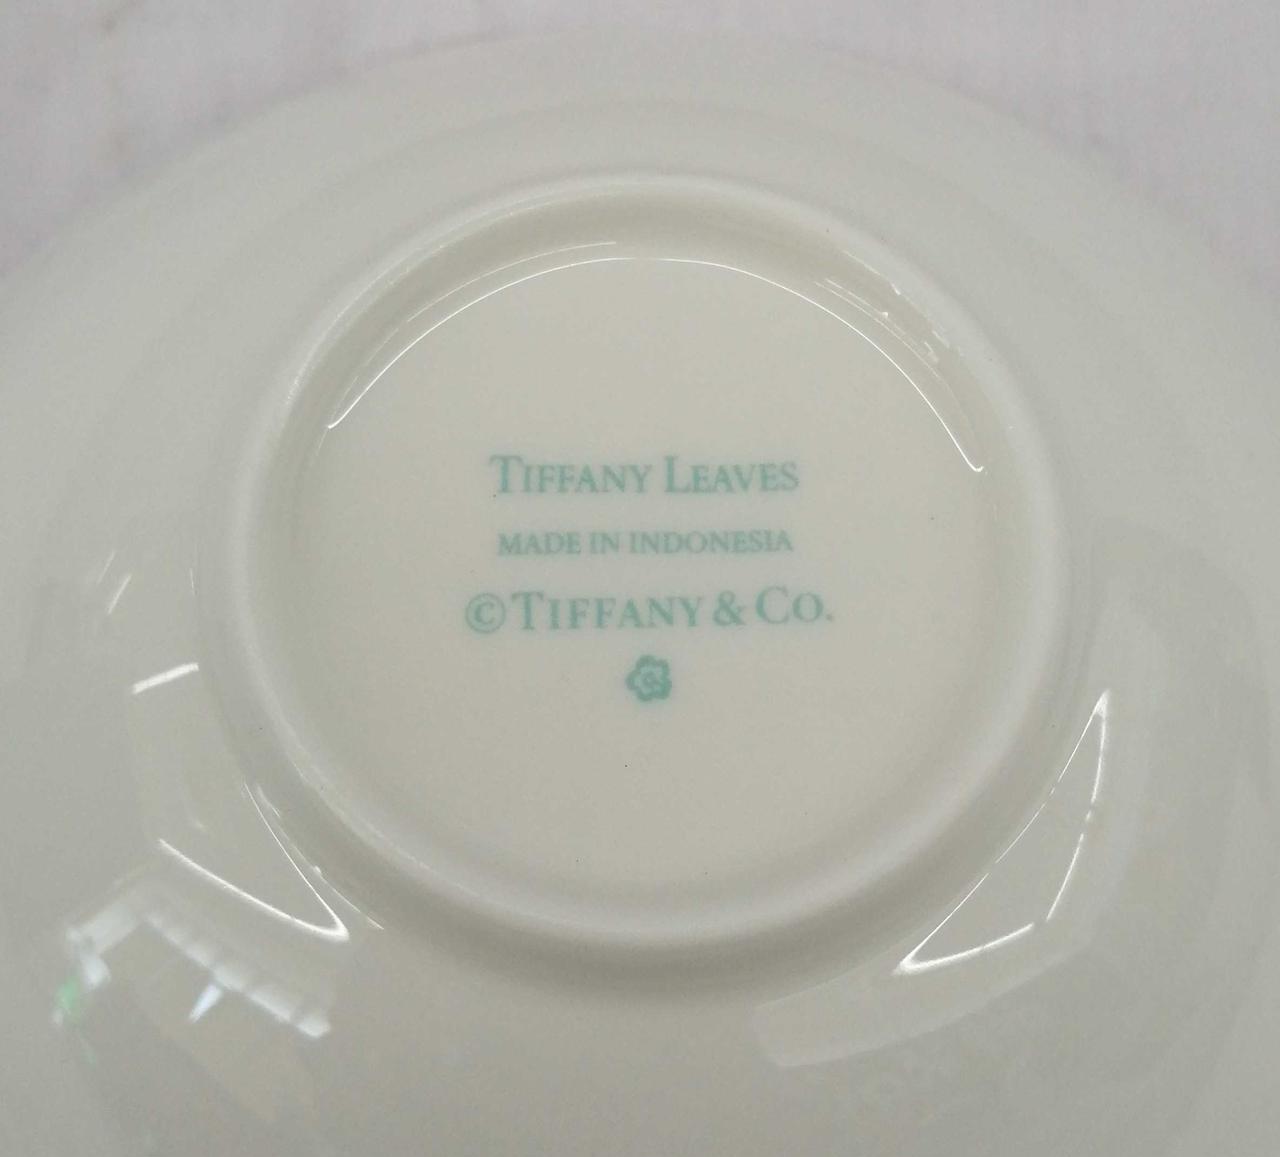 TIFFANY LEAVES
MADE IN INDONESIA
©TIFFANY & CO.